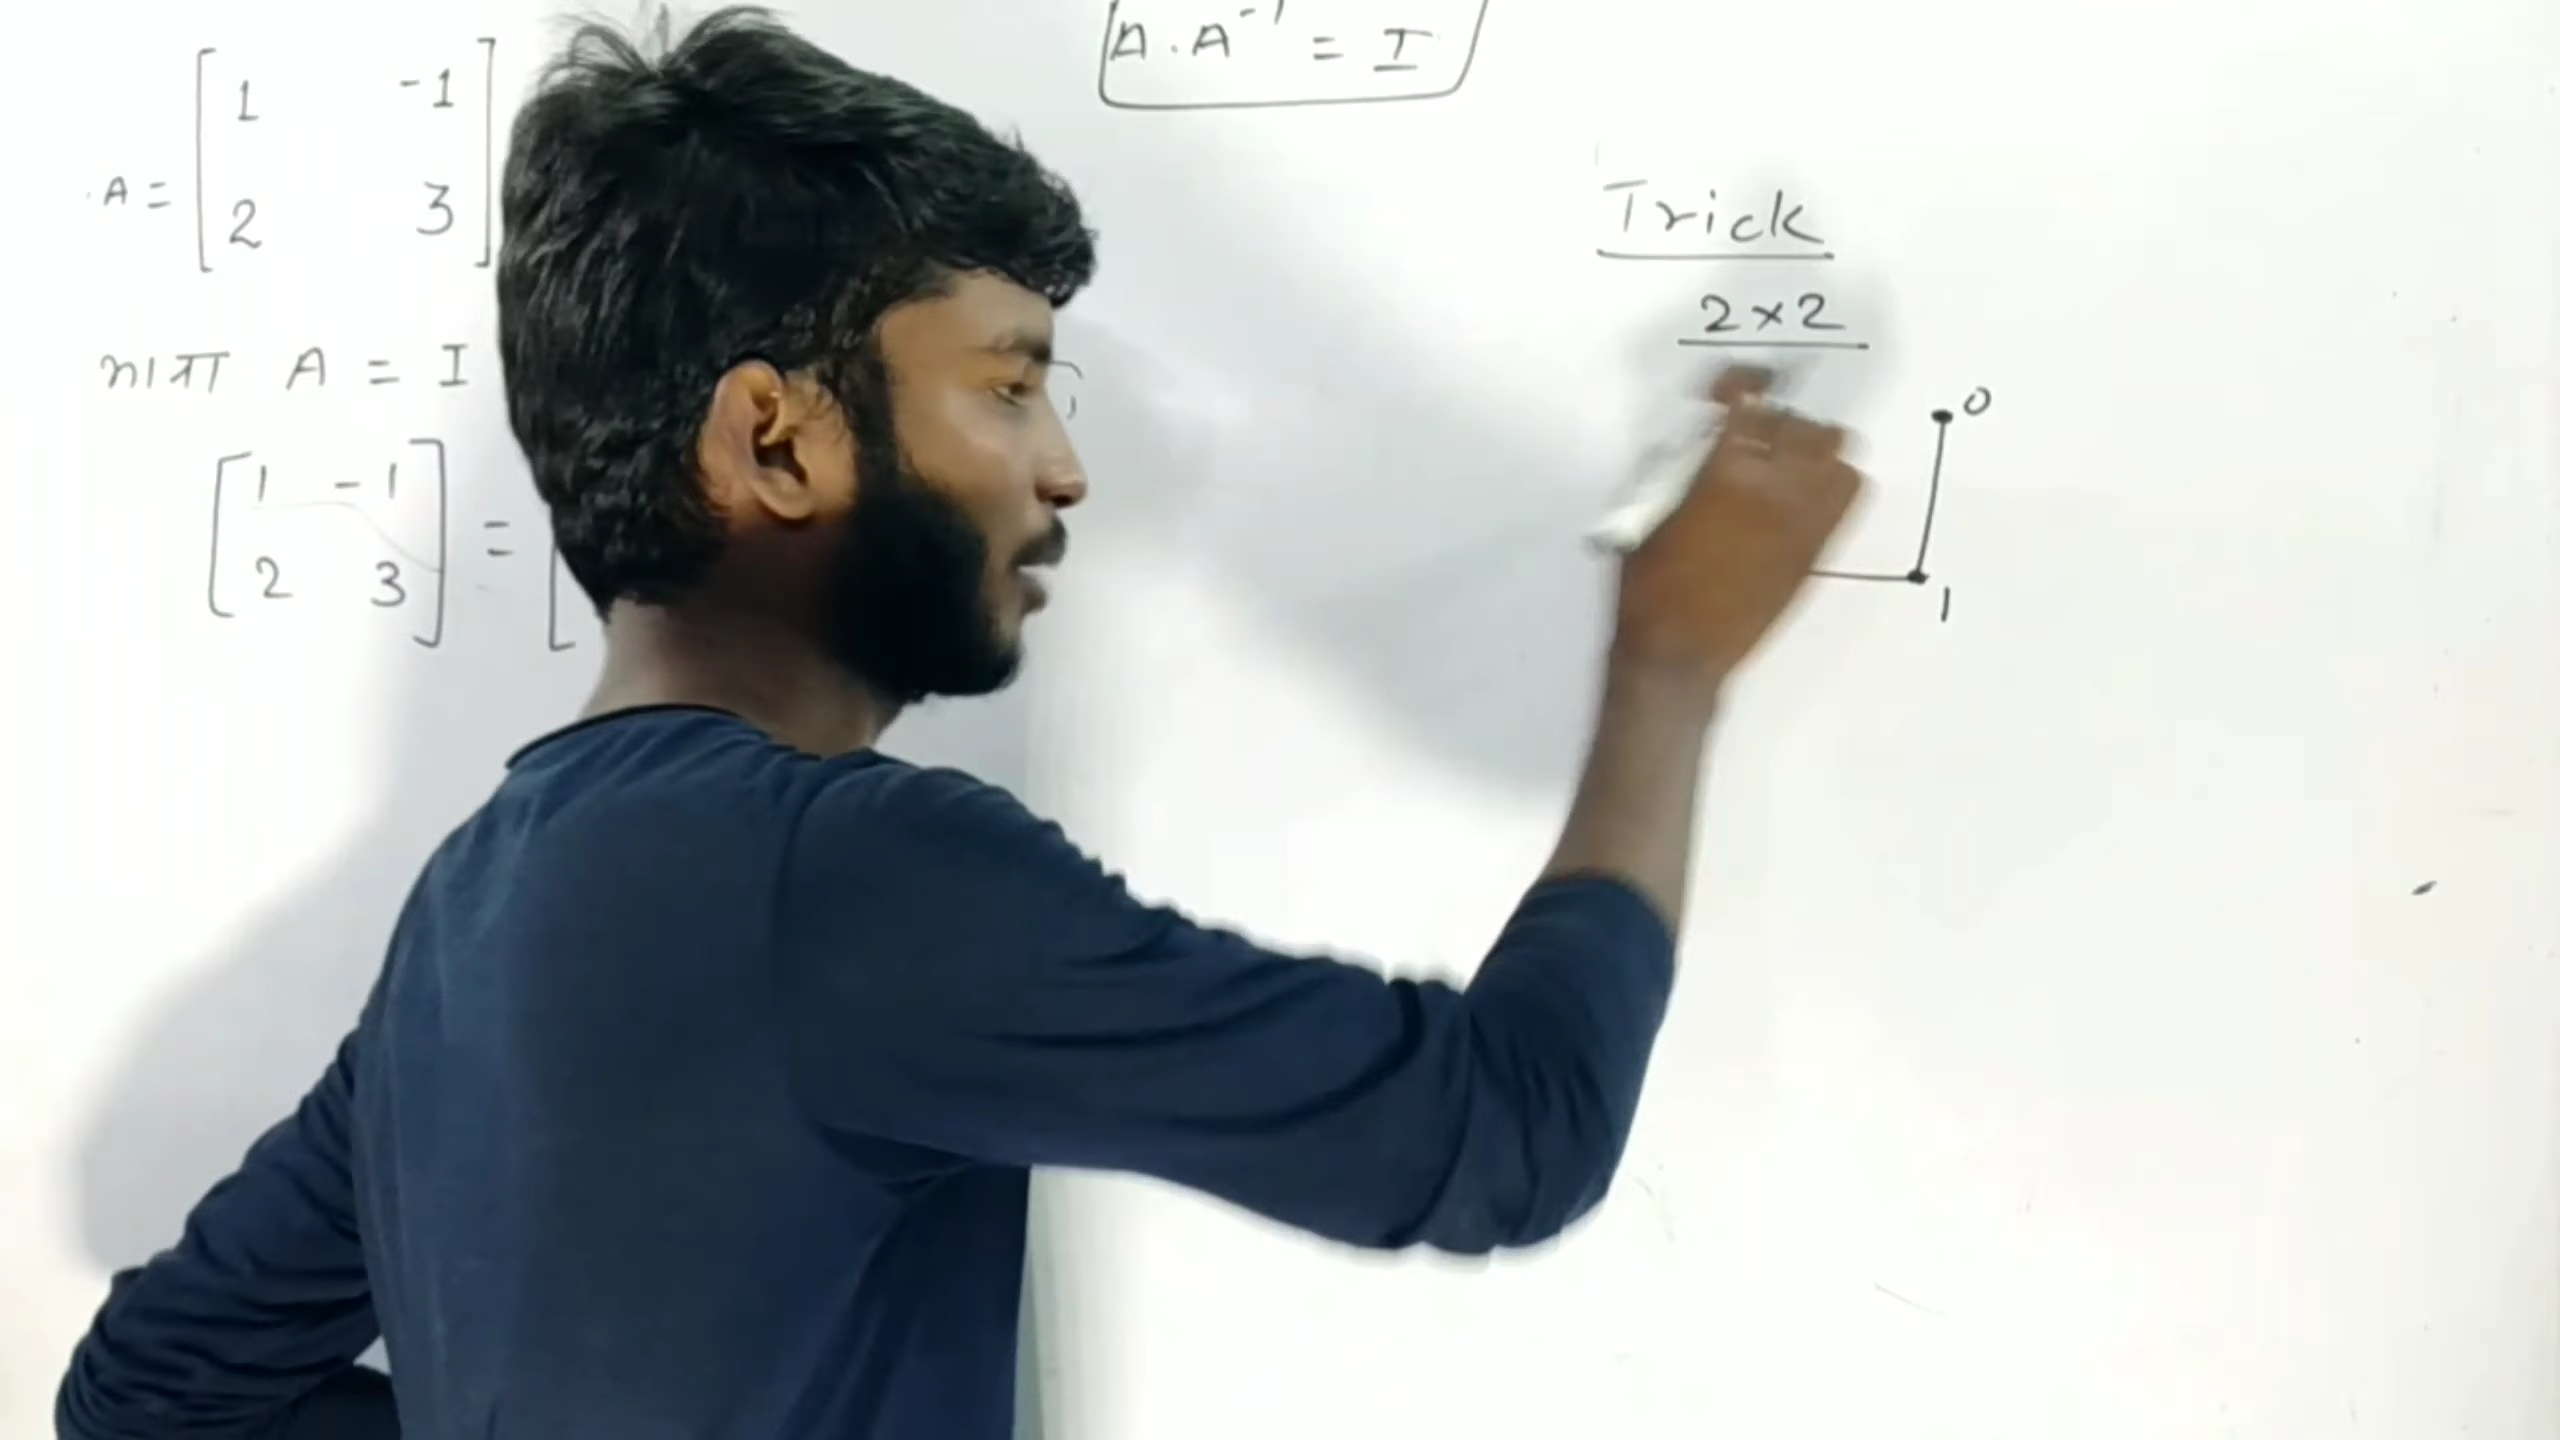 A . A⁻¹ = I
1 -1
A =
2 3
Trick
2×2
माना A = I
0
1 -1
=
2 3
1